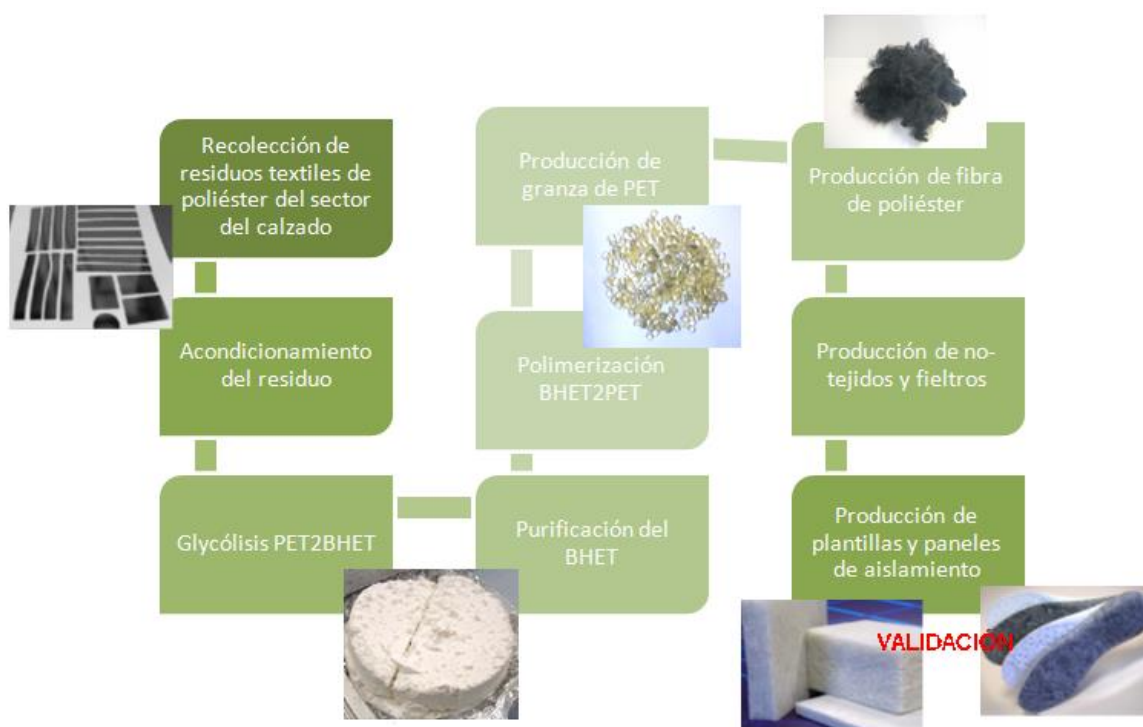 Recolección de
residuos textiles de
poliéster del sector
del calzado
Acondicionamiento
del residuo
Glycólisis PET2BHET
Purificación del
BHET
Polimerización
BHET2PET
Producción de
granza de PET
Producción de fibra
de poliéster
Producción de no-
tejidos y fieltros
Producción de
plantillas y paneles
de aislamiento
VALIDACIÓN